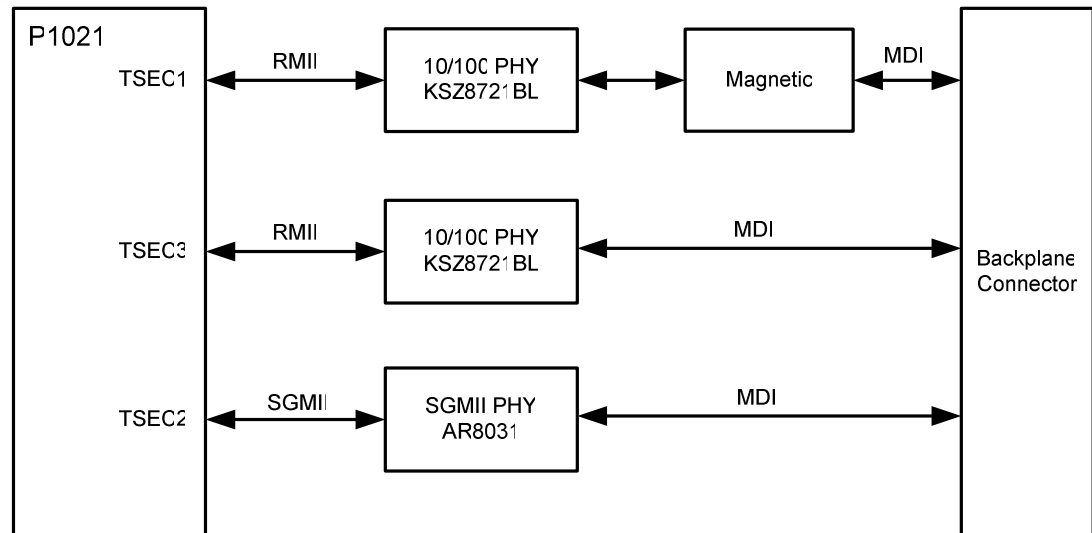 P1021
TSEC1
RMII
10/100 PHY
KSZ8721BL
Magnetic
MDI
TSEC3
RMII
10/100 PHY
KSZ8721BL
MDI
Backplane
Connector
TSEC2
SGMII
SGMII PHY
AR8031
MDI